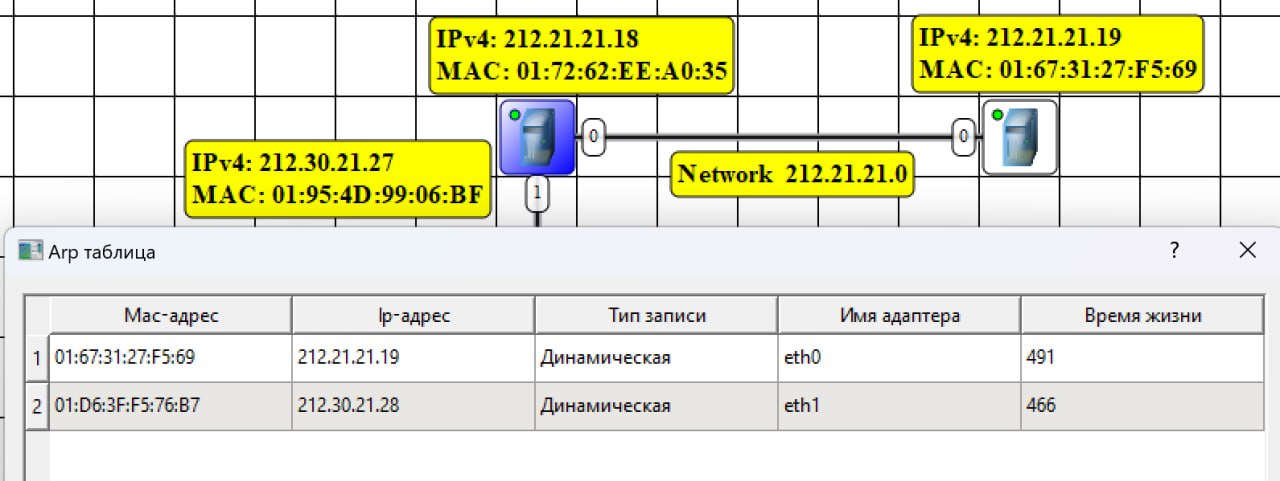 IPv4: 212.21.21.18
MAC: 01:72:62:EE:A0:35
IPv4: 212.21.21.19
MAC: 01:67:31:27:F5:69
0
0
IPv4: 212.30.21.27
MAC: 01:95:4D:99:06:BF
Network 212.21.21.0
1
Arp таблица
?
Mac-адрес Ip-адрес Тип записи Имя адаптера Время жизни
1 01:67:31:27:F5:69 212.21.21.19 Динамическая eth0 491
2 01:D6:3F:F5:76:B7 212.30.21.28 Динамическая eth1 466